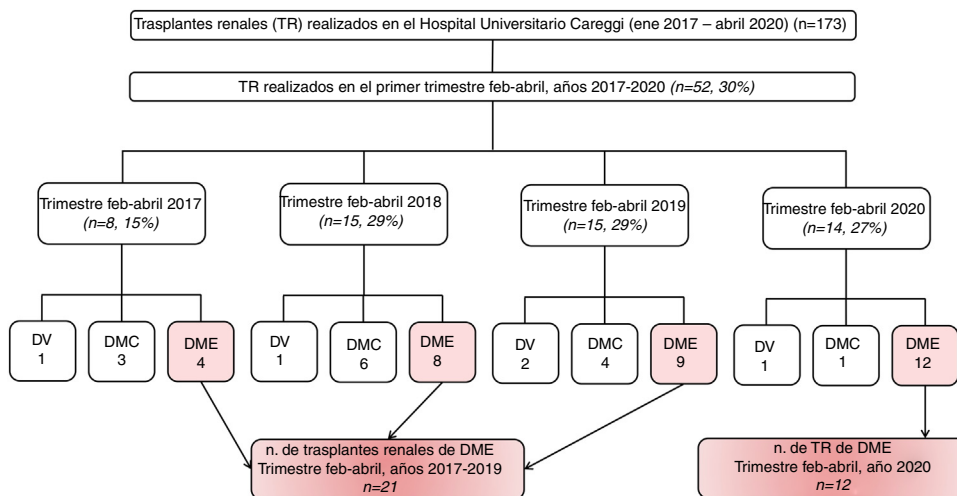 Trasplantes renales (TR) realizados en el Hospital Universitario Careggi (ene 2017 – abril 2020) (n=173)
TR realizados en el primer trimestre feb-abril, años 2017-2020 (n=52, 30%)
Trimestre feb-abril 2017
(n=8, 15%)
Trimestre feb-abril 2018
(n=15, 29%)
Trimestre feb-abril 2019
(n=15, 29%)
Trimestre feb-abril 2020
(n=14, 27%)
DV
1
DMC
3
DME
4
DV
1
DMC
6
DME
8
DV
2
DMC
4
DME
9
DV
1
DMC
1
DME
12
n. de trasplantes renales de DME
Trimestre feb-abril, años 2017-2019
n=21
n. de TR de DME
Trimestre feb-abril, año 2020
n=12